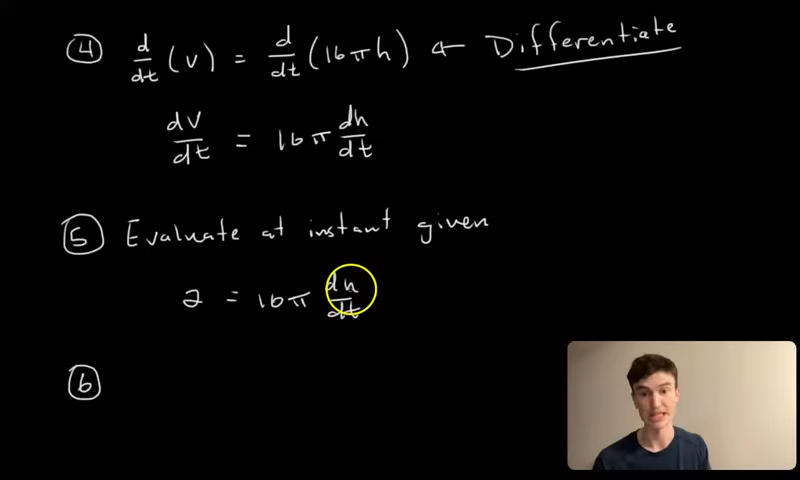 ④ d/dt (V) = d/dt (16πh) ← Differentiate
dV/dt = 16π dh/dt
⑤ Evaluate at instant given
2 = 16π dh/dt
⑥